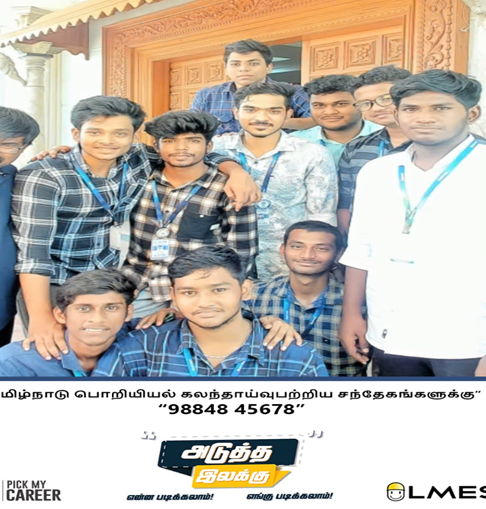 மிழ்நாடு பொறியியல் கலந்தாய்வுபற்றிய சந்தேகங்களுக்கு”
“98844 45678”
“ ”
அடுத்த
இலக்கு
என்ன படிக்கலாம்! எங்கு படிக்கலாம்!
PICK MY
CAREER
LMES